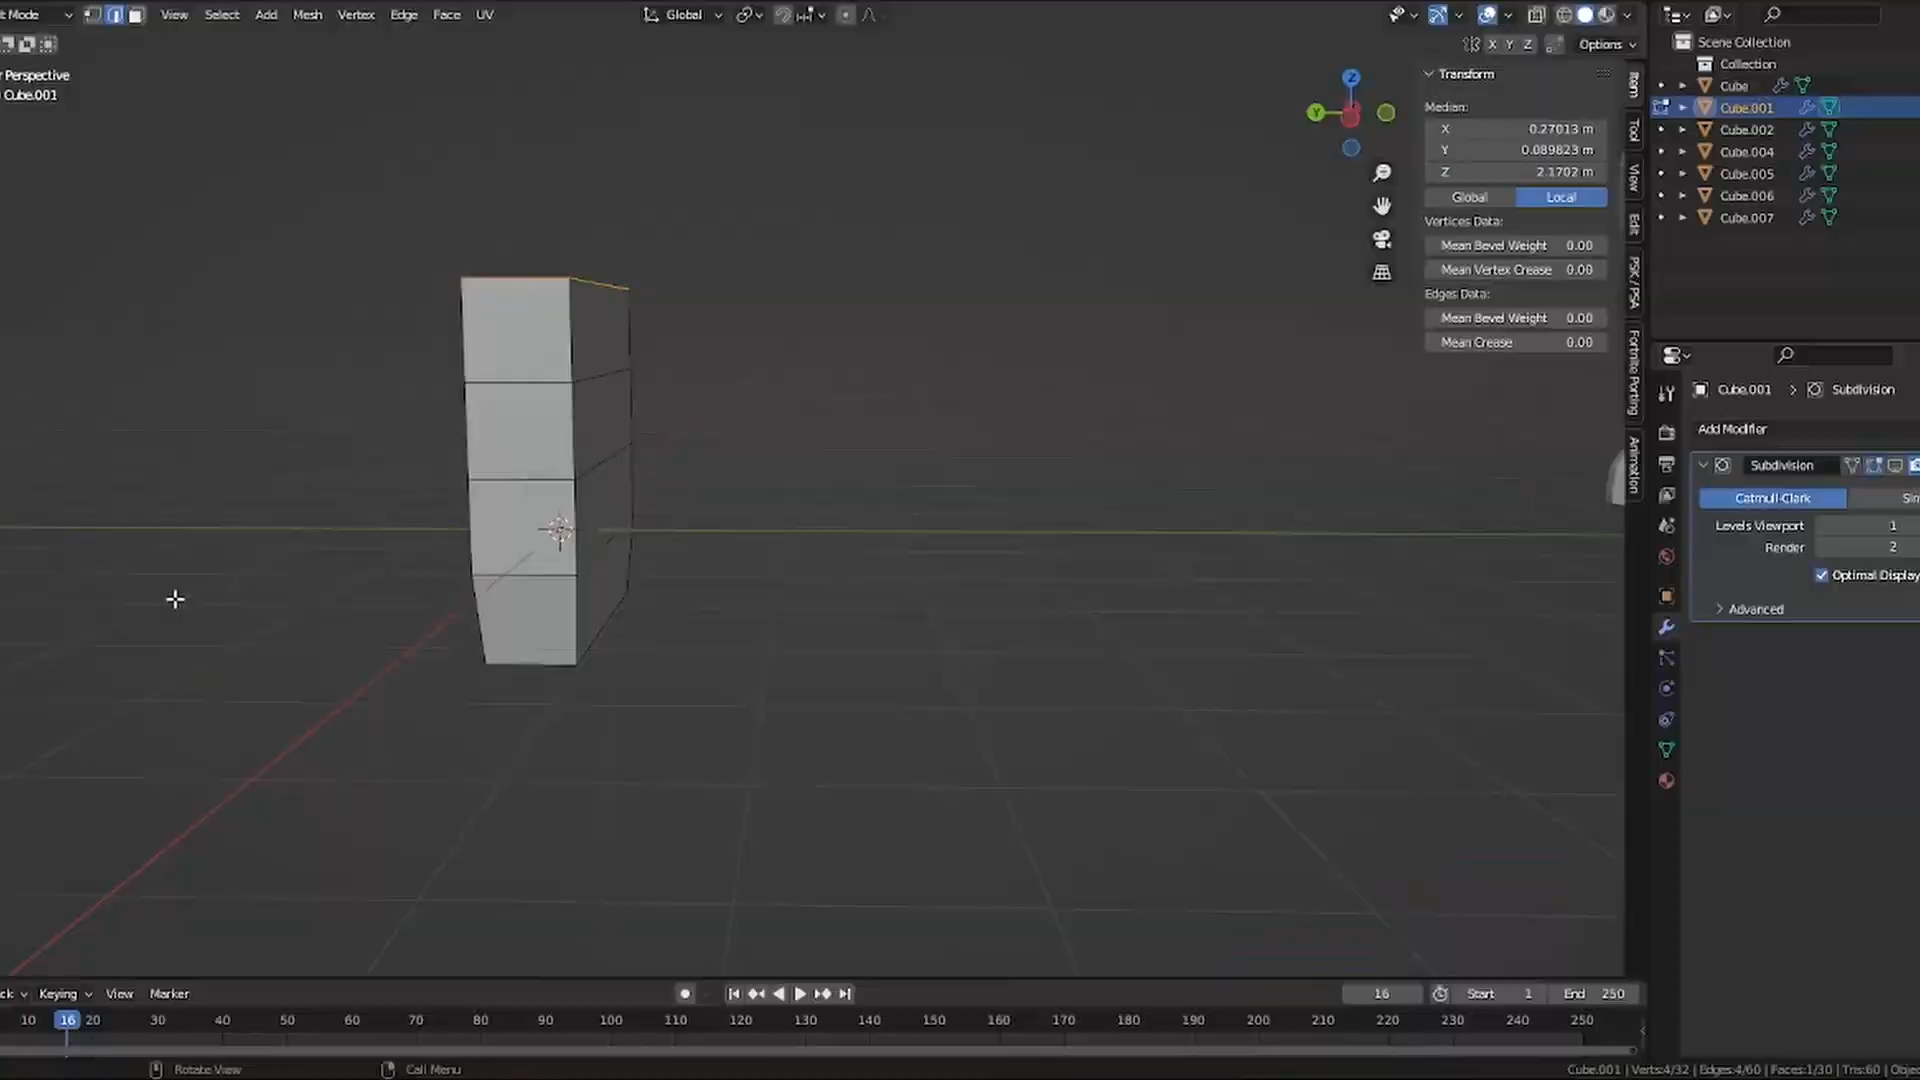 t Mode View Select Add Mesh Vertex Edge Face UV Global
X Y Z Options
r Perspective
Cube.001
Z
Y
Transform
Median:
X 0.27013 m
Y 0.089823 m
Z 2.1702 m
Global Local
Vertices Data:
Mean Bevel Weight 0.00
Mean Vertex Crease 0.00
Edges Data:
Mean Bevel Weight 0.00
Mean Crease 0.00
Item
Tool
View
Edit
PSK / PSA
Fortnite Porting
Animation
Scene Collection
Collection
Cube
Cube.001
Cube.002
Cube.004
Cube.005
Cube.006
Cube.007
Cube.001 > Subdivision
Add Modifier
Subdivision
Catmull-Clark Sim
Levels Viewport 1
Render 2
Optimal Display
Advanced
ck Keying View Marker 16 Start 1 End 250
10 16 20 30 40 50 60 70 80 90 100 110 120 130 140 150 160 170 180 190 200 210 220 230 240 250
Rotate View Call Menu Cube.001 | Verts:4/32 | Edges:4/60 | Faces:1/30 | Tris:60 | Objec